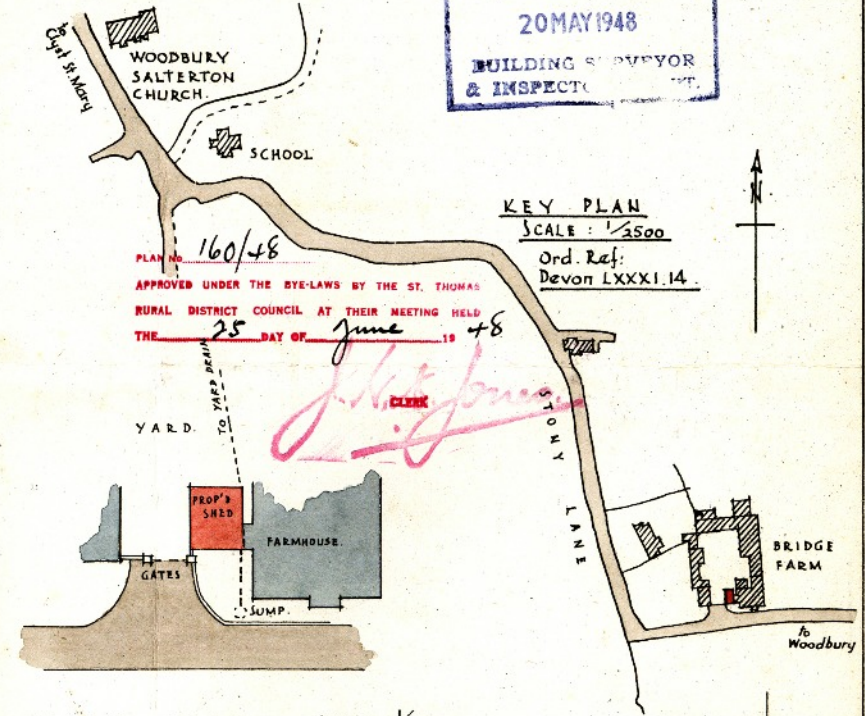 to
Clyst St. Mary
WOODBURY
SALTERTON
CHURCH.
20 MAY 1948
BUILDING SURVEYOR
& INSPECTO
SCHOOL
KEY PLAN
SCALE : 1/2500
Ord. Ref:
Devon LXXXI.14.
N
PLAN No 160/48
APPROVED UNDER THE BYE-LAWS BY THE ST. THOMAS
RURAL DISTRICT COUNCIL AT THEIR MEETING HELD
THE 25 DAY OF June 19 48
CLERK
YARD.
TO YARD DRAIN
STONY LANE
PROP'D
SHED
FARMHOUSE.
GATES
SUMP.
BRIDGE
FARM
to
Woodbury